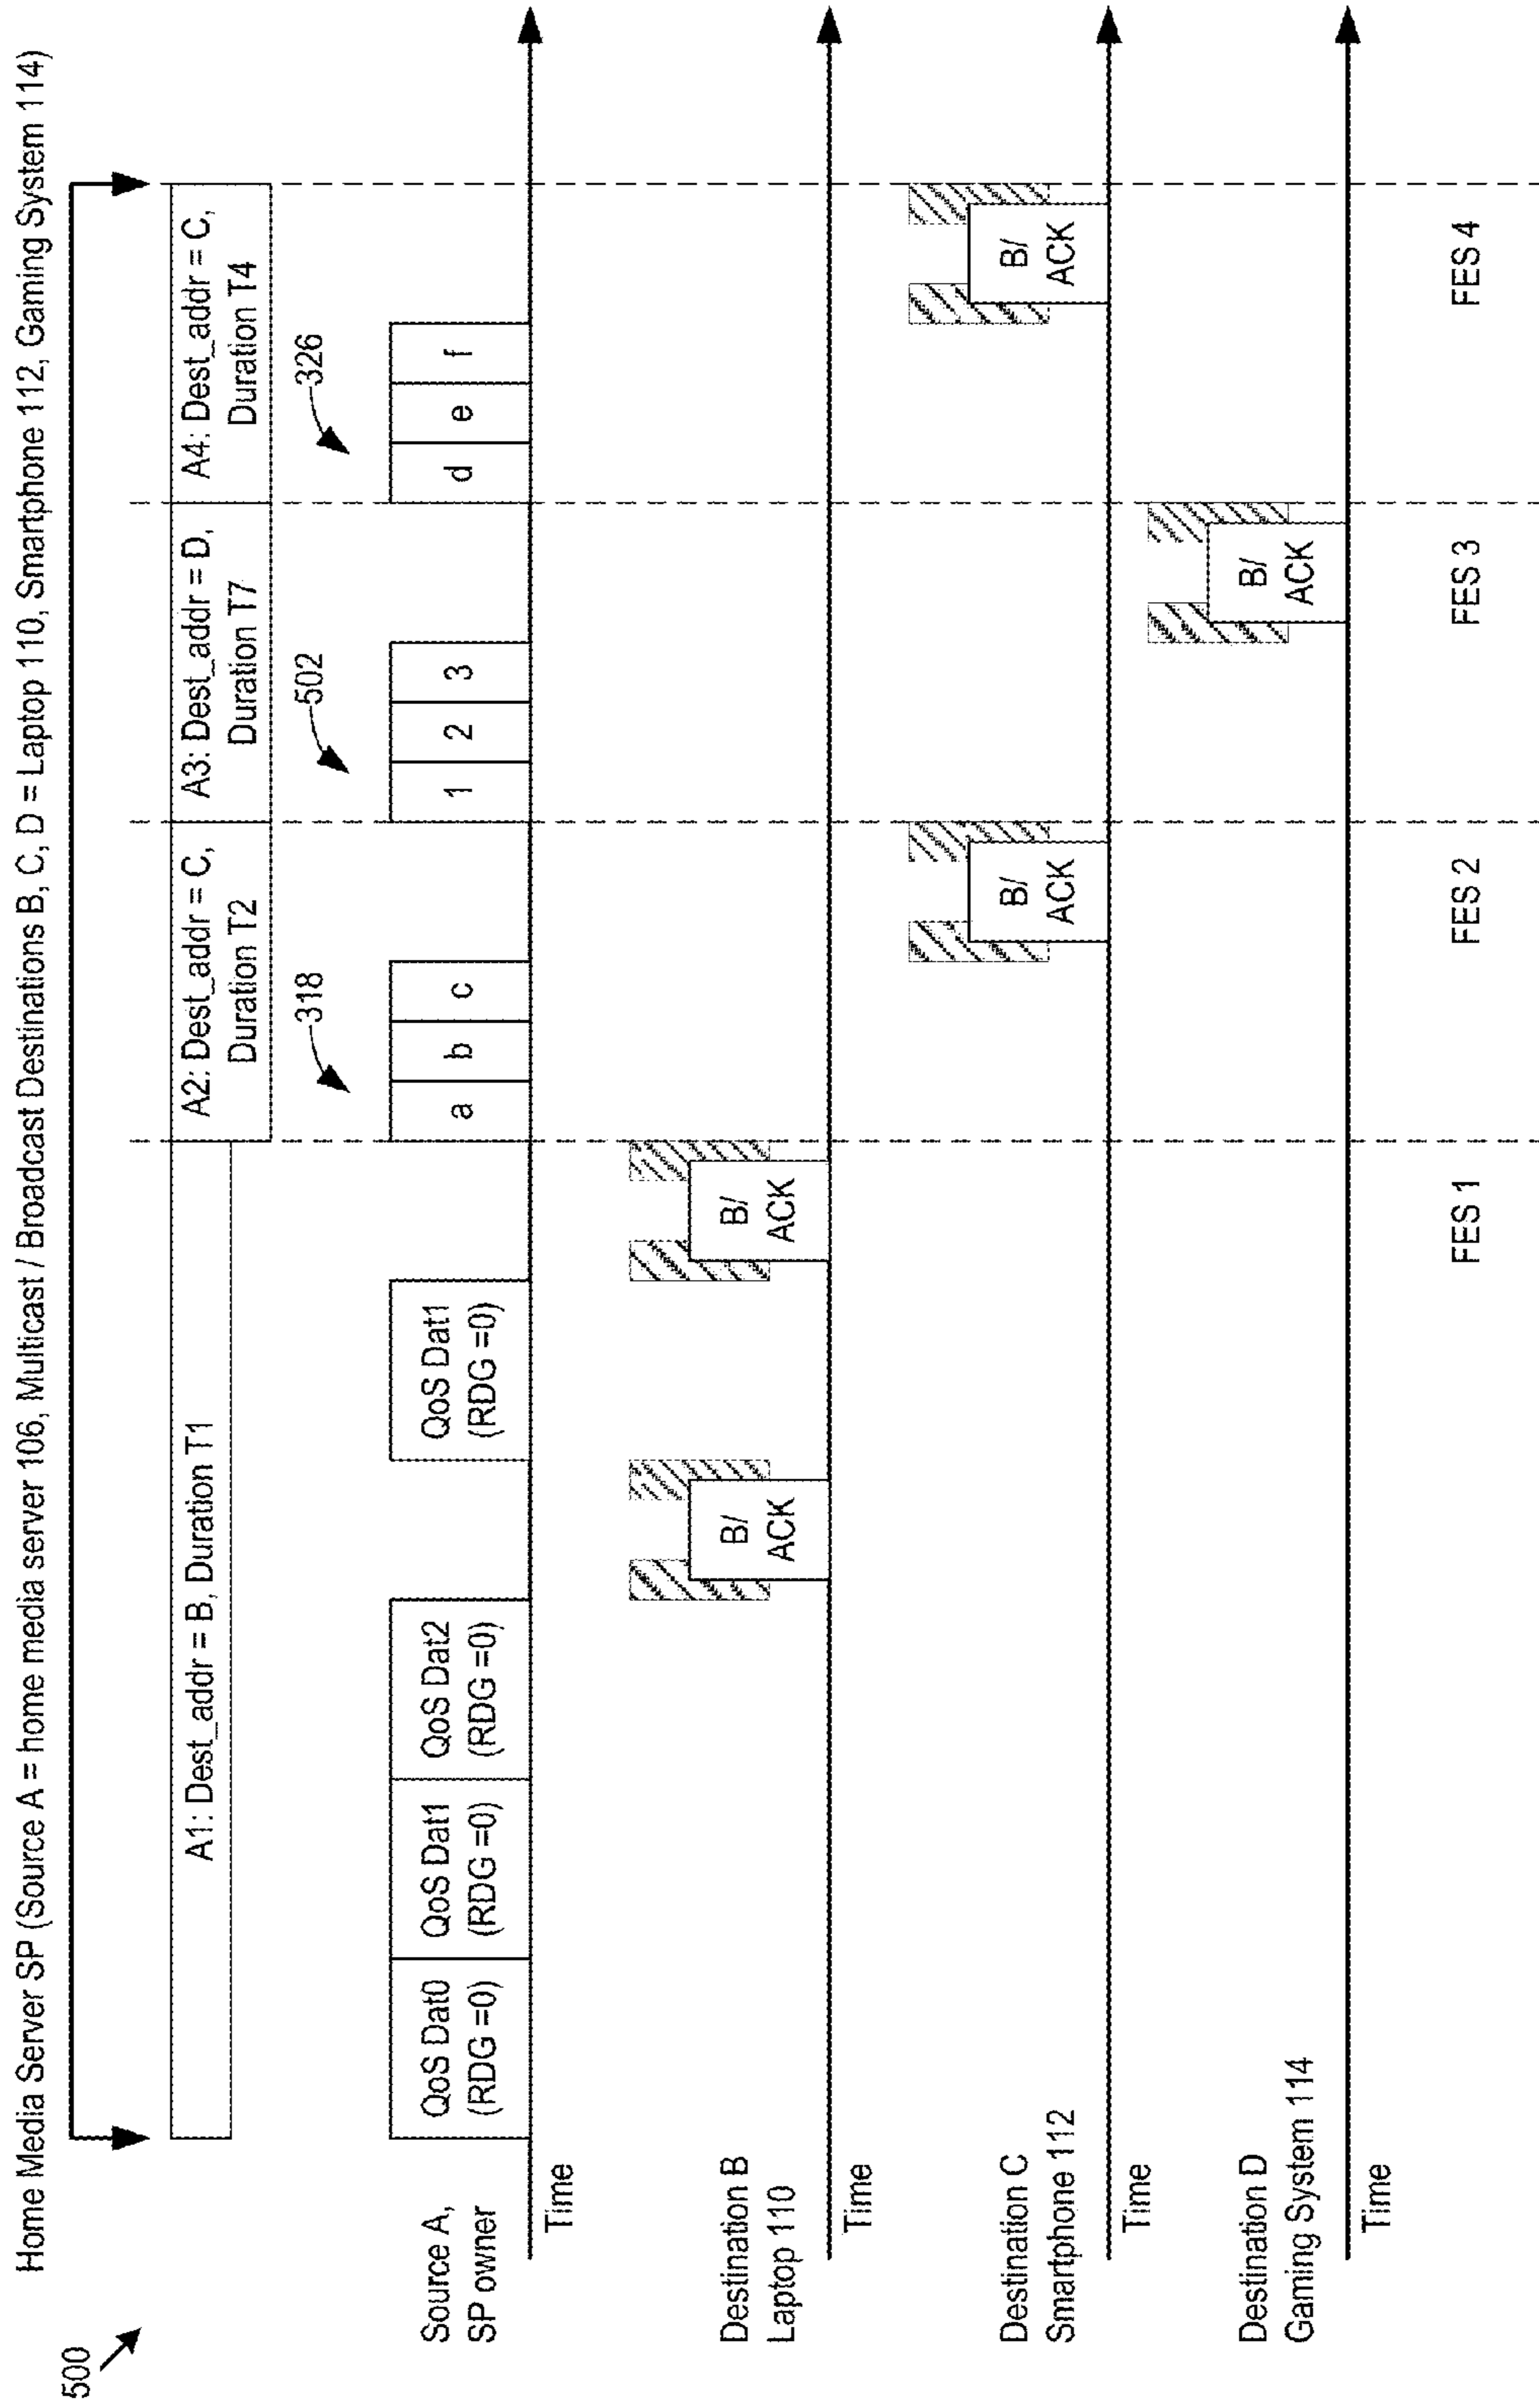 500
Home Media Server SP (Source A = home media server 106, Multicast / Broadcast Destinations B, C, D = Laptop 110, Smartphone 112, Gaming System 114)
A1: Dest_addr = B, Duration T1
A2: Dest_addr = C,
Duration T2
A3: Dest_addr = D,
Duration T7
A4: Dest_addr = C,
Duration T4
318
502
326
Source A,
SP owner
QoS Dat0
(RDG =0)
QoS Dat1
(RDG =0)
QoS Dat2
(RDG =0)
QoS Dat1
(RDG =0)
a
b
c
1
2
3
d
e
f
Time
Destination B
Laptop 110
B/
ACK
B/
ACK
Time
Destination C
Smartphone 112
B/
ACK
B/
ACK
Time
Destination D
Gaming System 114
B/
ACK
Time
FES 1
FES 2
FES 3
FES 4